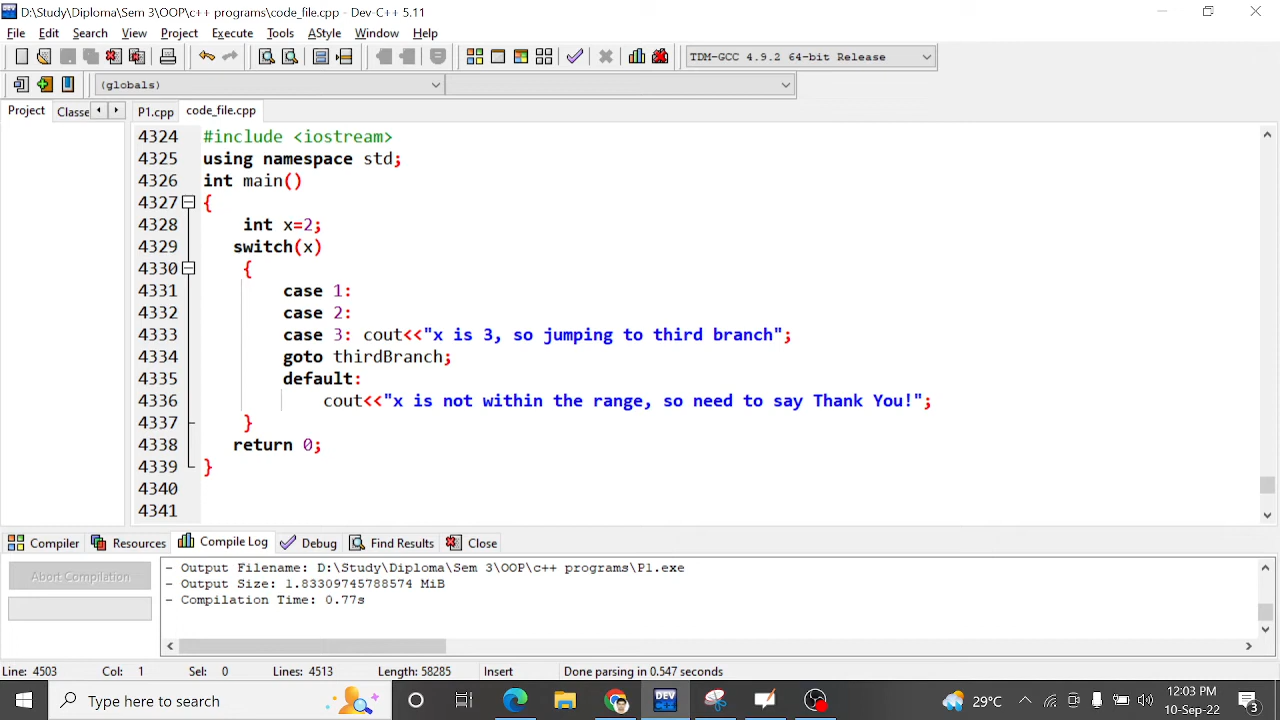 D:\Study\Diploma\Sem 3\OOP\c++ programs\code_file.cpp - Dev-C++ 5.11
File Edit Search View Project Execute Tools AStyle Window Help
TDM-GCC 4.9.2 64-bit Release
(globals)
Project Classe P1.cpp code_file.cpp
4324 #include <iostream>
4325 using namespace std;
4326 int main()
4327 {
4328 int x=2;
4329 switch(x)
4330 {
4331 case 1:
4332 case 2:
4333 case 3: cout<<"x is 3, so jumping to third branch";
4334 goto thirdBranch;
4335 default:
4336 cout<<"x is not within the range, so need to say Thank You!";
4337 }
4338 return 0;
4339 }
4340
4341
Compiler Resources Compile Log Debug Find Results Close
Abort Compilation
- Output Filename: D:\Study\Diploma\Sem 3\OOP\c++ programs\P1.exe
- Output Size: 1.83309745788574 MiB
- Compilation Time: 0.77s
Line: 4503 Col: 1 Sel: 0 Lines: 4513 Length: 58285 Insert Done parsing in 0.547 seconds
Type here to search DEV C++ 29°C 12:03 PM
10-Sep-22 3